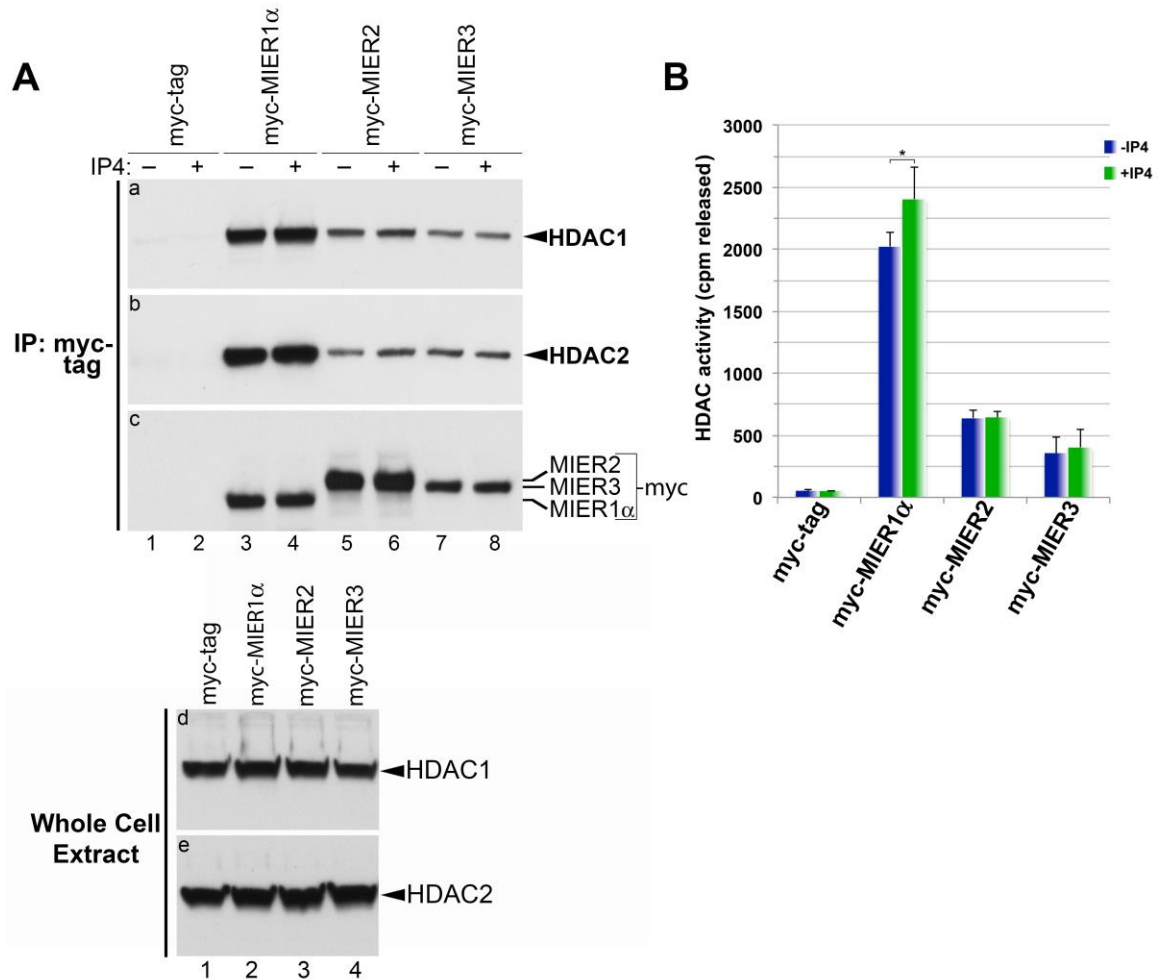 A
myc-tag
myc-MIER1α
myc-MIER2
myc-MIER3
IP4: – + – + – + – +
a
HDAC1
b
HDAC2
IP: myc-
tag
c
MIER2
MIER3
MIER1α
myc
1 2 3 4 5 6 7 8
myc-tag
myc-MIER1α
myc-MIER2
myc-MIER3
d
HDAC1
Whole Cell
Extract
e
HDAC2
1 2 3 4
B
3000
2500
2000
1500
1000
500
0
HDAC activity (cpm released)
*
-IP4
+IP4
myc-tag
myc-MIER1α
myc-MIER2
myc-MIER3